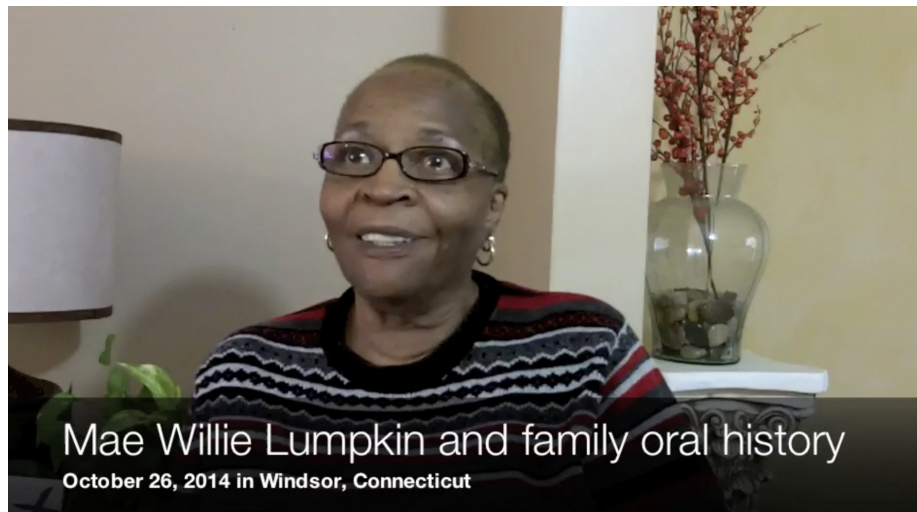 Mae Willie Lumpkin and family oral history
October 26, 2014 in Windsor, Connecticut